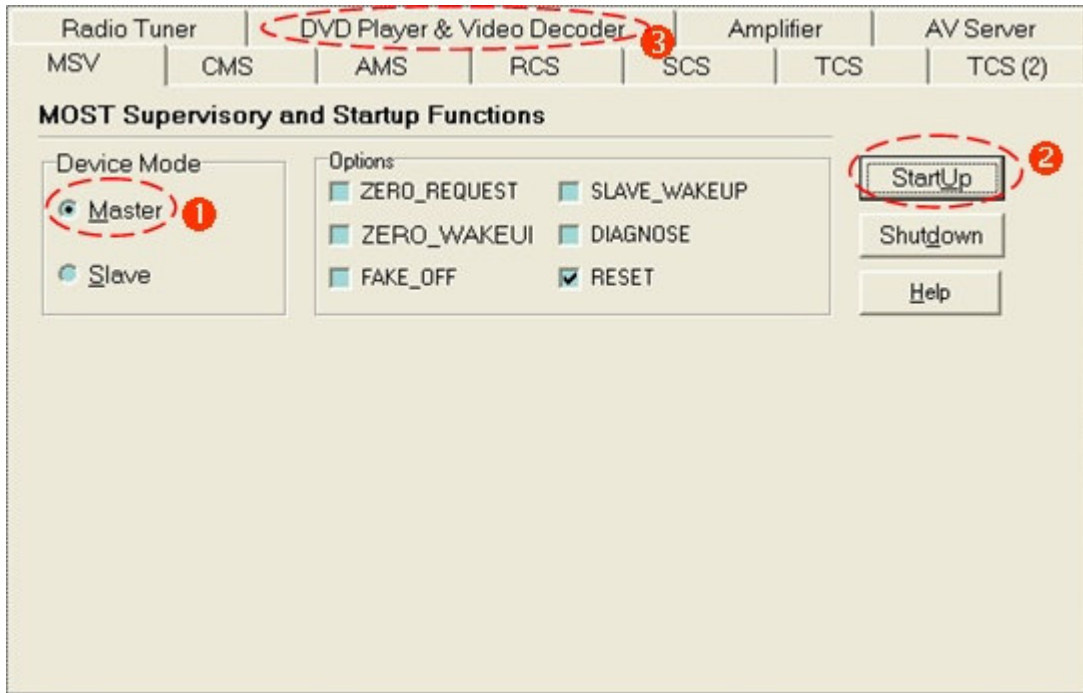 Radio Tuner DVD Player & Video Decoder Amplifier AV Server
3
MSV CMS AMS RCS SCS TCS TCS (2)
MOST Supervisory and Startup Functions
Device Mode
Master
1
Slave
Options
ZERO_REQUEST SLAVE_WAKEUP
ZERO_WAKEUI DIAGNOSE
FAKE_OFF RESET
StartUp
2
Shutdown
Help